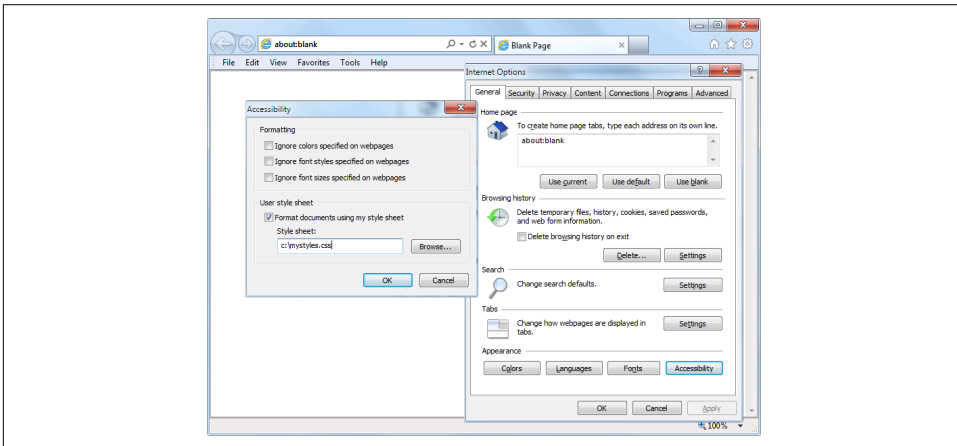 about:blank
Blank Page
File Edit View Favorites Tools Help
Internet Options
General Security Privacy Content Connections Programs Advanced
Home page
To create home page tabs, type each address on its own line.
about:blank
Use current Use default Use blank
Browsing history
Delete temporary files, history, cookies, saved passwords,
and web form information.
Delete browsing history on exit
Delete... Settings
Search
Change search defaults.
Settings
Tabs
Change how webpages are displayed in
tabs.
Settings
Appearance
Colors Languages Fonts Accessibility
OK Cancel Apply
Accessibility
Formatting
Ignore colors specified on webpages
Ignore font styles specified on webpages
Ignore font sizes specified on webpages
User style sheet
Format documents using my style sheet
Style sheet:
c:\mystyles.css
Browse...
OK Cancel
100%